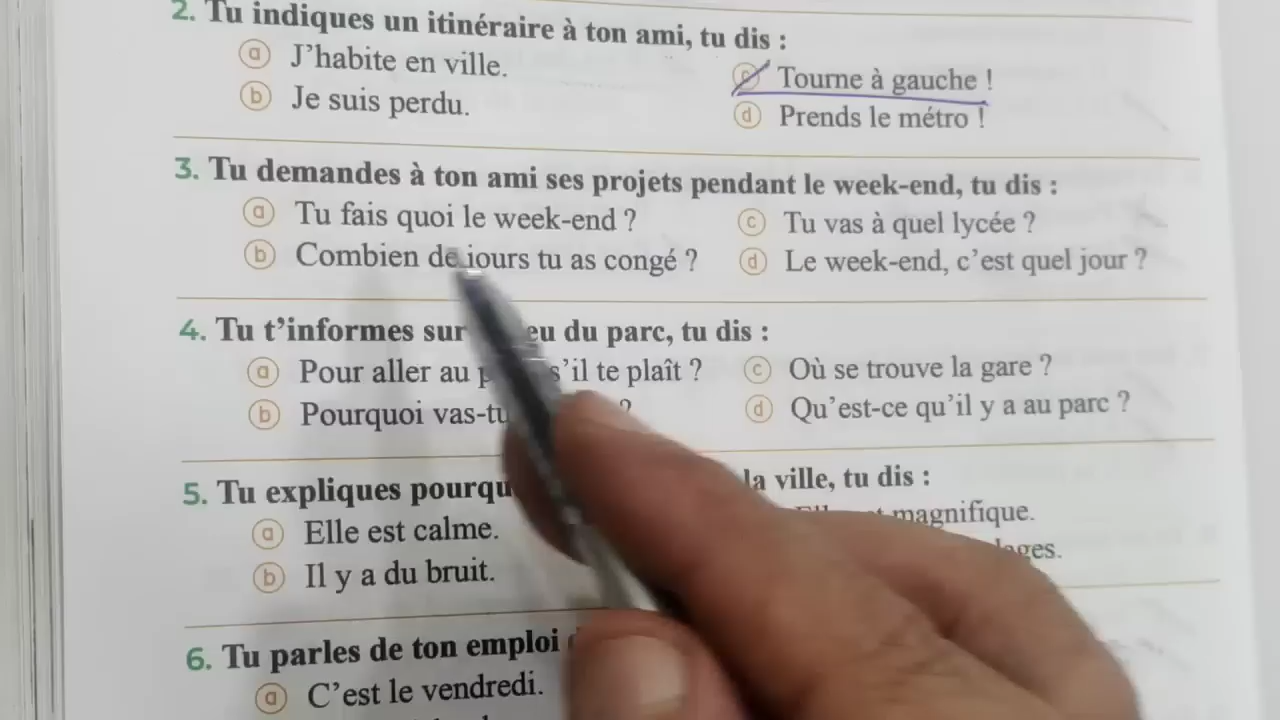 2. Tu indiques un itinéraire à ton ami, tu dis :
a J'habite en ville.
b Je suis perdu.
Tourne à gauche !
d Prends le métro !
3. Tu demandes à ton ami ses projets pendant le week-end, tu dis :
a Tu fais quoi le week-end ?
b Combien de jours tu as congé ?
c Tu vas à quel lycée ?
d Le week-end, c'est quel jour ?
4. Tu t'informes sur du parc, tu dis :
a Pour aller au s'il te plaît ?
b Pourquoi vas-tu ?
c Où se trouve la gare ?
d Qu'est-ce qu'il y a au parc ?
5. Tu expliques la ville, tu dis :
a Elle est calme.
b Il y a du bruit.
magnifique.
6. Tu parles de ton emploi
a C'est le vendredi.